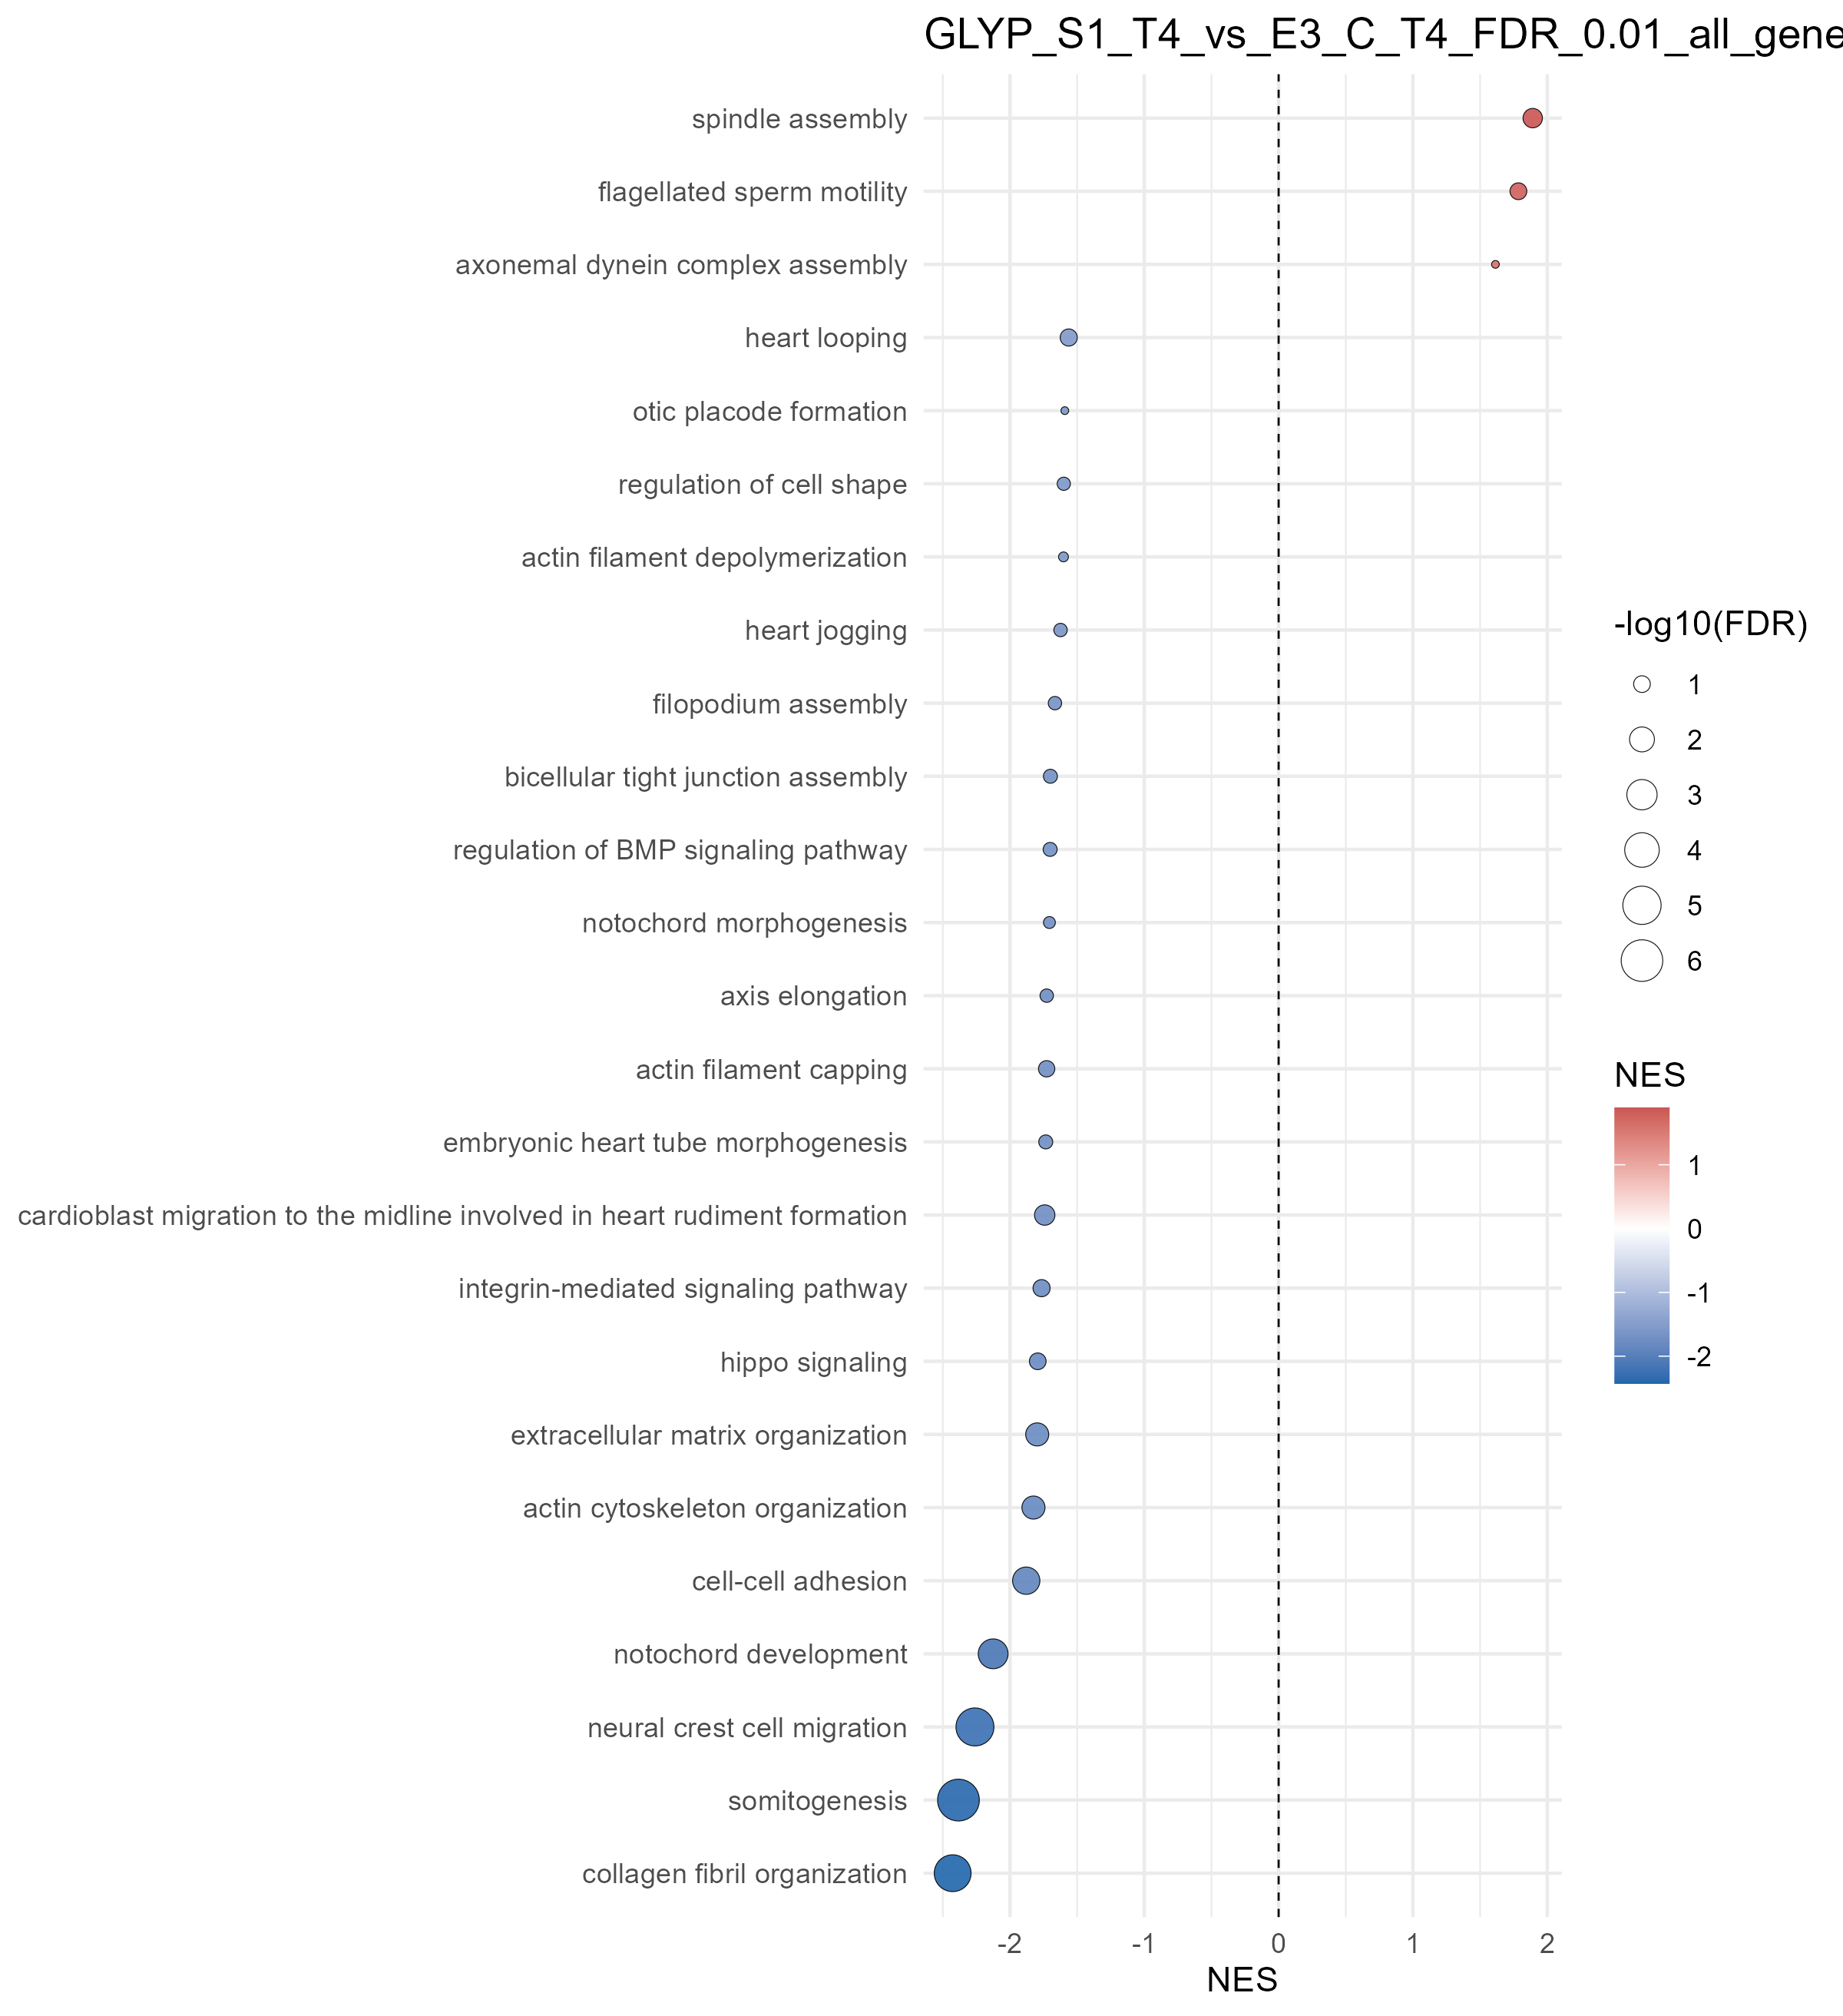 GLYP_S1_T4_vs_E3_C_T4_FDR_0.01_all_gene
spindle assembly
flagellated sperm motility
axonemal dynein complex assembly
heart looping
otic placode formation
regulation of cell shape
actin filament depolymerization
heart jogging
filopodium assembly
bicellular tight junction assembly
regulation of BMP signaling pathway
notochord morphogenesis
axis elongation
actin filament capping
embryonic heart tube morphogenesis
cardioblast migration to the midline involved in heart rudiment formation
integrin-mediated signaling pathway
hippo signaling
extracellular matrix organization
actin cytoskeleton organization
cell-cell adhesion
notochord development
neural crest cell migration
somitogenesis
collagen fibril organization
-2 -1 0 1 2
NES
-log10(FDR)
1
2
3
4
5
6
NES
1
0
-1
-2